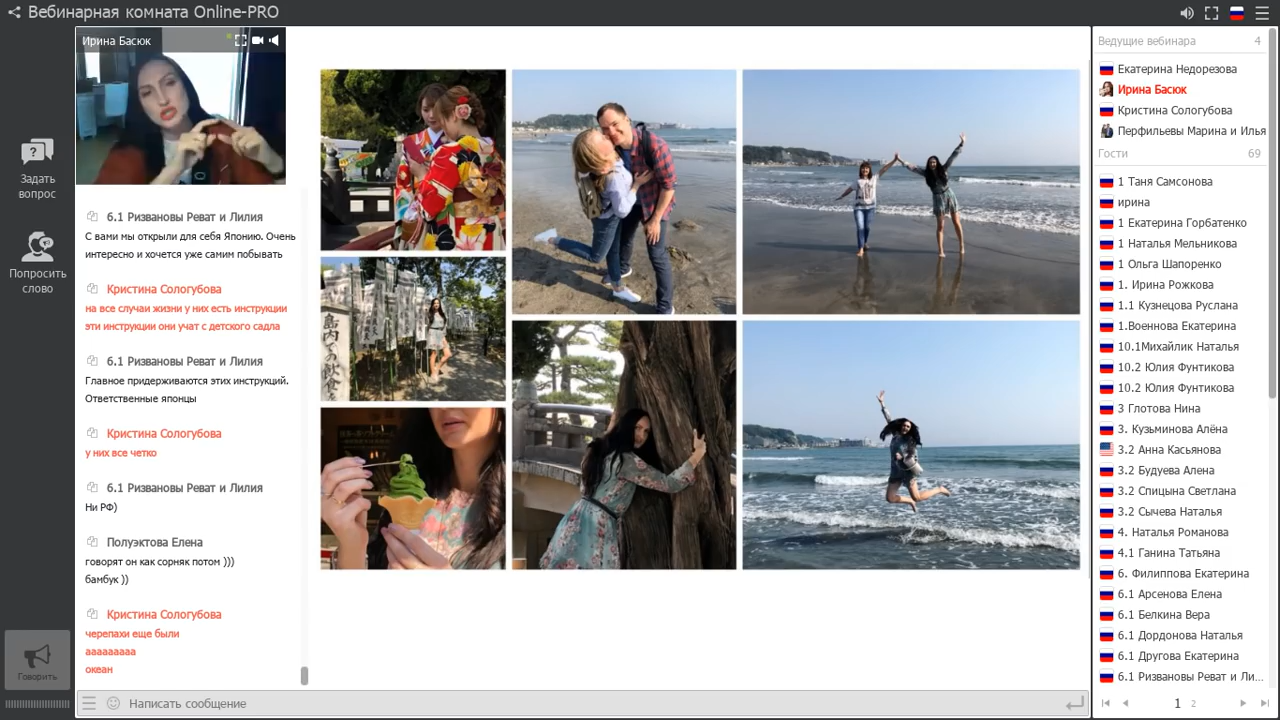 Вебинарная комната Online-PRO
Ирина Басюк
Задать
вопрос
Попросить
слово
Говорить
6.1 Ризвановы Реват и Лилия
С вами мы открыли для себя Японию. Очень
интересно и хочется уже самим побывать
Кристина Сологубова
на все случаи жизни у них есть инструкции
эти инструкции они учат с детского садла
6.1 Ризвановы Реват и Лилия
Главное придерживаются этих инструкций.
Ответственные японцы
Кристина Сологубова
у них все четко
6.1 Ризвановы Реват и Лилия
Ни РФ)
Полуэктова Елена
говорят он как сорняк потом )))
бамбук ))
Кристина Сологубова
черепахи еще были
ааааааааа
океан
Написать сообщение
Ведущие вебинара 4
Екатерина Недорезова
Ирина Басюк
Кристина Сологубова
Перфильевы Марина и Илья
Гости 69
1 Таня Самсонова
ирина
1 Екатерина Горбатенко
1 Наталья Мельникова
1 Ольга Шапоренко
1. Ирина Рожкова
1.1 Кузнецова Руслана
1.Военнова Екатерина
10.1Михайлик Наталья
10.2 Юлия Фунтикова
10.2 Юлия Фунтикова
3 Глотова Нина
3. Кузьминова Алёна
3.2 Анна Касьянова
3.2 Будуева Алена
3.2 Спицына Светлана
3.2 Сычева Наталья
4. Наталья Романова
4.1 Ганина Татьяна
6. Филиппова Екатерина
6.1 Арсенова Елена
6.1 Белкина Вера
6.1 Дордонова Наталья
6.1 Другова Екатерина
6.1 Ризвановы Реват и Ли...
1 2